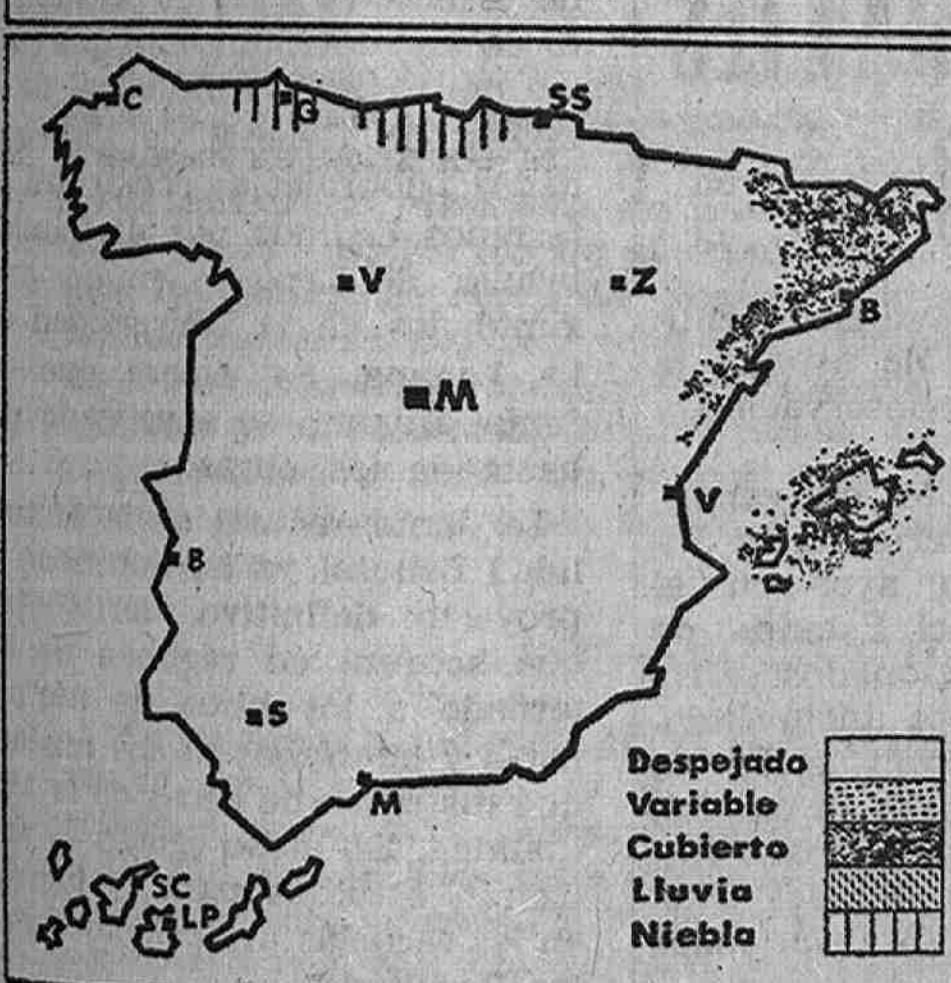 C
G
SS
V
Z
B
M
V
B
S
M
SC
LP
Despejado
Variable
Cubierto
Lluvia
Niebla